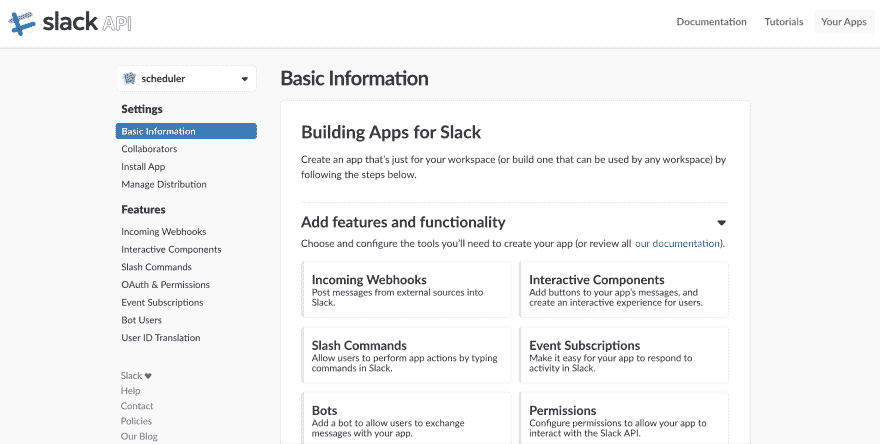 slack API
Documentation
Tutorials
Your Apps
scheduler
Settings
Basic Information
Collaborators
Install App
Manage Distribution
Features
Incoming Webhooks
Interactive Components
Slash Commands
OAuth & Permissions
Event Subscriptions
Bot Users
User ID Translation
Slack ♥
Help
Contact
Policies
Our Blog
Basic Information
Building Apps for Slack
Create an app that's just for your workspace (or build one that can be used by any workspace) by
following the steps below.
Add features and functionality
Choose and configure the tools you'll need to create your app (or review all our documentation).
Incoming Webhooks
Post messages from external sources into
Slack.
Interactive Components
Add buttons to your app's messages, and
create an interactive experience for users.
Slash Commands
Allow users to perform app actions by typing
commands in Slack.
Event Subscriptions
Make it easy for your app to respond to
activity in Slack.
Bots
Add a bot to allow users to exchange
messages with your app.
Permissions
Configure permissions to allow your app to
interact with the Slack API.